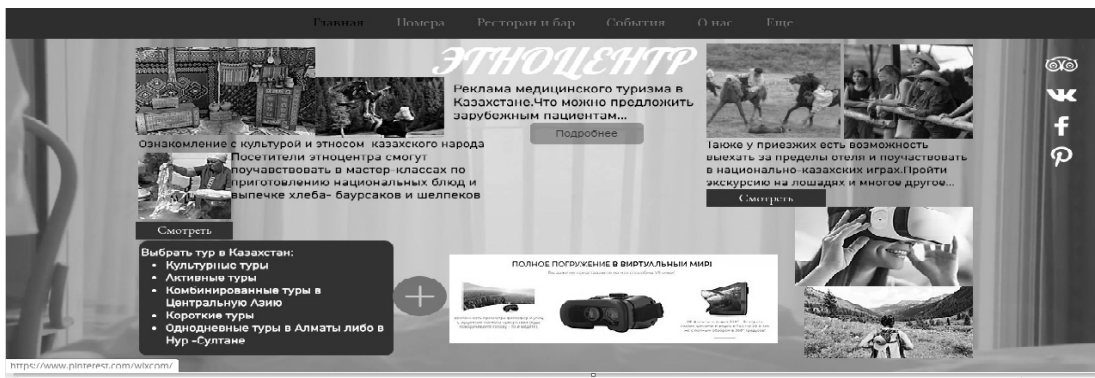 Главная Номера Ресторан и бар События О нас Еще
ЭТНОЦЕНТР
Реклама медицинского туризма в
Казахстане.Что можно предложить
зарубежным пациентам...
Подробнее
Ознакомление с культурой и этносом казахского народа
Посетители этноцентра смогут
поучавствовать в мастер-классах по
приготовлению национальных блюд и
выпечке хлеба- баурсаков и шелпеков
Смотреть
Также у приезжих есть возможность
выехать за пределы отеля и поучаствовать
в национально-казахских играх.Пройти
экскурсию на лошадях и многое другое...
Смотреть
Выбрать тур в Казахстан:
• Культурные туры
• Активные туры
• Комбинированные туры в
Центральную Азию
• Короткие туры
• Однодневные туры в Алматы либо в
Нур -Султане
ПОЛНОЕ ПОГРУЖЕНИЕ В ВИРТУАЛЬНЫЙ МИР!
https://www.pinterest.com/wixcom/